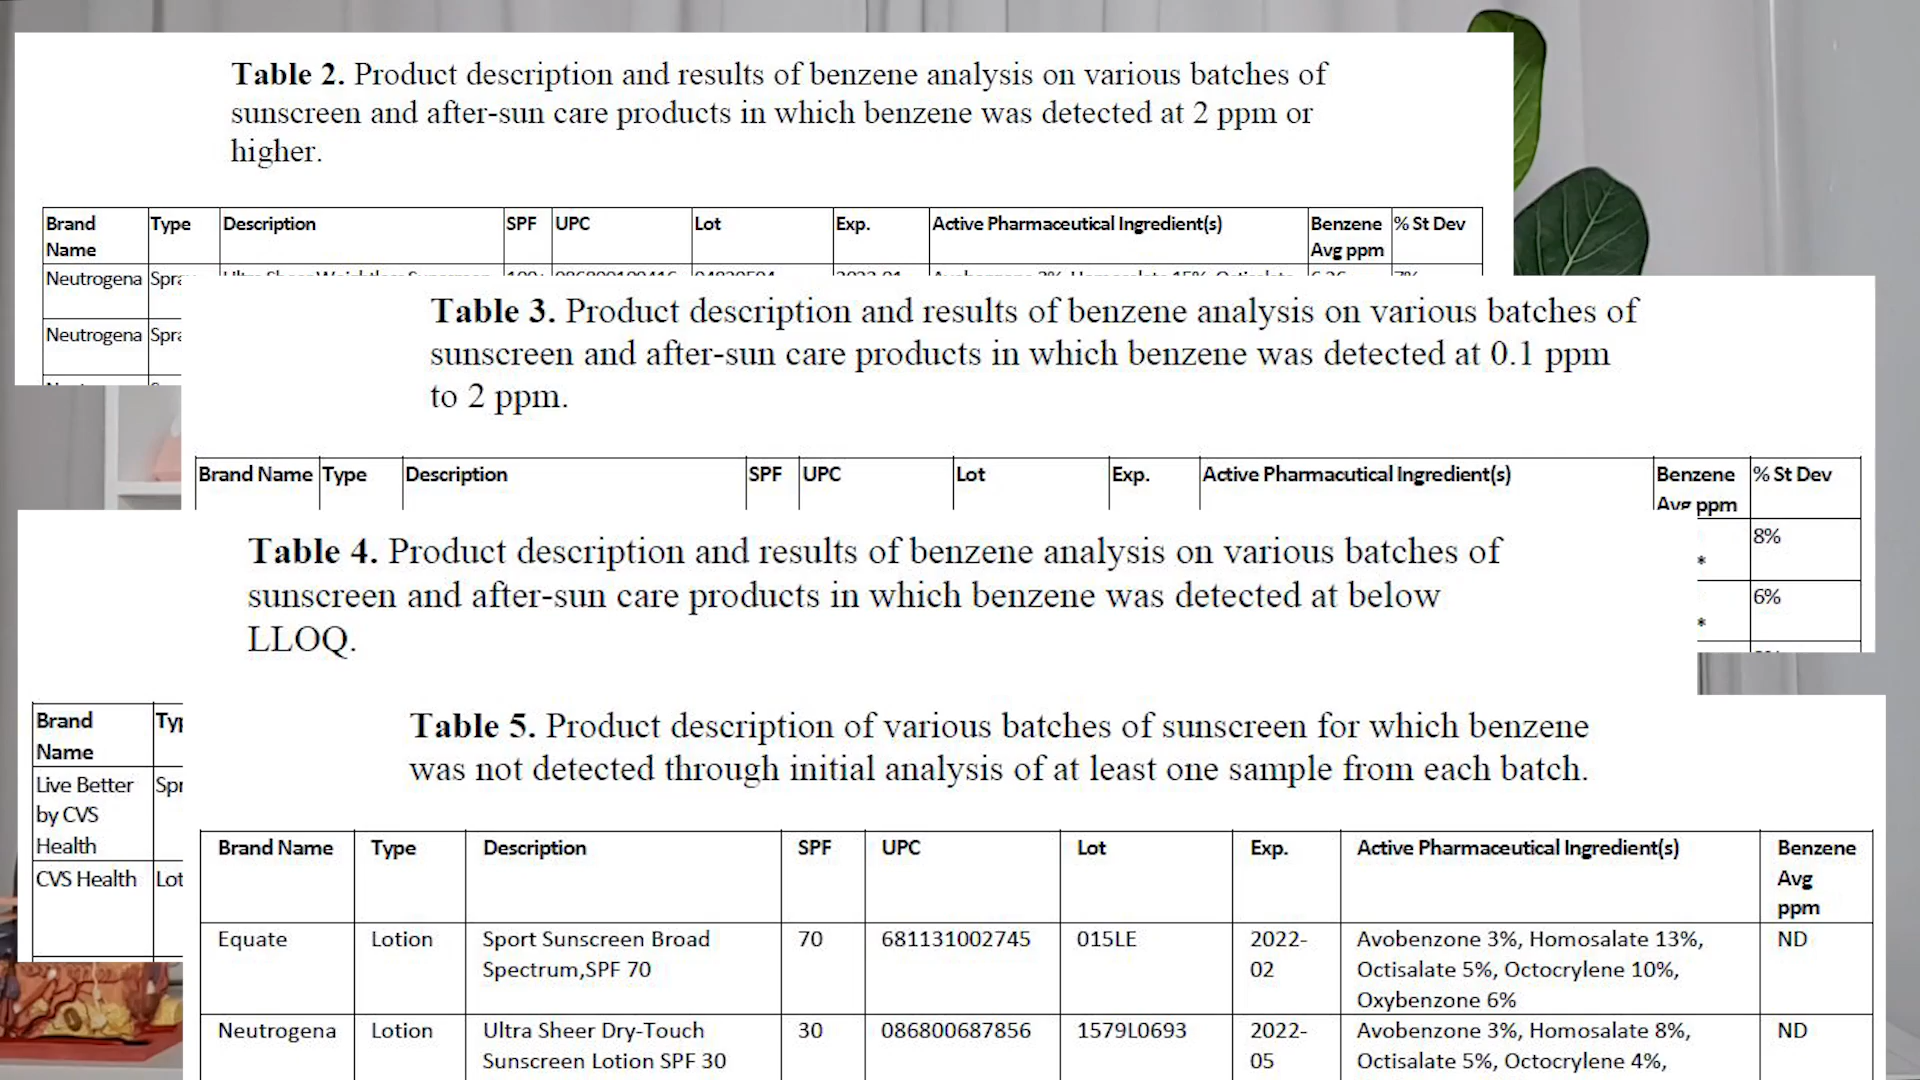 Table 2. Product description and results of benzene analysis on various batches of
sunscreen and after-sun care products in which benzene was detected at 2 ppm or
higher.
Brand Name Type Description SPF UPC Lot Exp. Active Pharmaceutical Ingredient(s) Benzene Avg ppm % St Dev
Neutrogena
Neutrogena
Table 3. Product description and results of benzene analysis on various batches of
sunscreen and after-sun care products in which benzene was detected at 0.1 ppm
to 2 ppm.
Brand Name Type Description SPF UPC Lot Exp. Active Pharmacutical Ingredient(s) Benzene Avg ppm % St Dev
8%
*
6%
*
Table 4. Product description and results of benzene analysis on various batches of
sunscreen and after-sun care products in which benzene was detected at below
LLOQ.
Brand
Name
Live Better
by CVS
Health
CVS Health
Table 5. Product description of various batches of sunscreen for which benzene
was not detected through initial analysis of at least one sample from each batch.
Brand Name Type Description SPF UPC Lot Exp. Active Pharmaceutical Ingredient(s) Benzene
Avg
ppm
Equate Lotion Sport Sunscreen Broad 70 681131002745 015LE 2022- Avobenzone 3%, Homosalate 13%, ND
Spectrum,SPF 70 02 Octisalate 5%, Octocrylene 10%,
Oxybenzone 6%
Neutrogena Lotion Ultra Sheer Dry-Touch 30 086800687856 1579L0693 2022- Avobenzone 3%, Homosalate 8%, ND
Sunscreen Lotion SPF 30 05 Octisalate 5%, Octocrylene 4%,